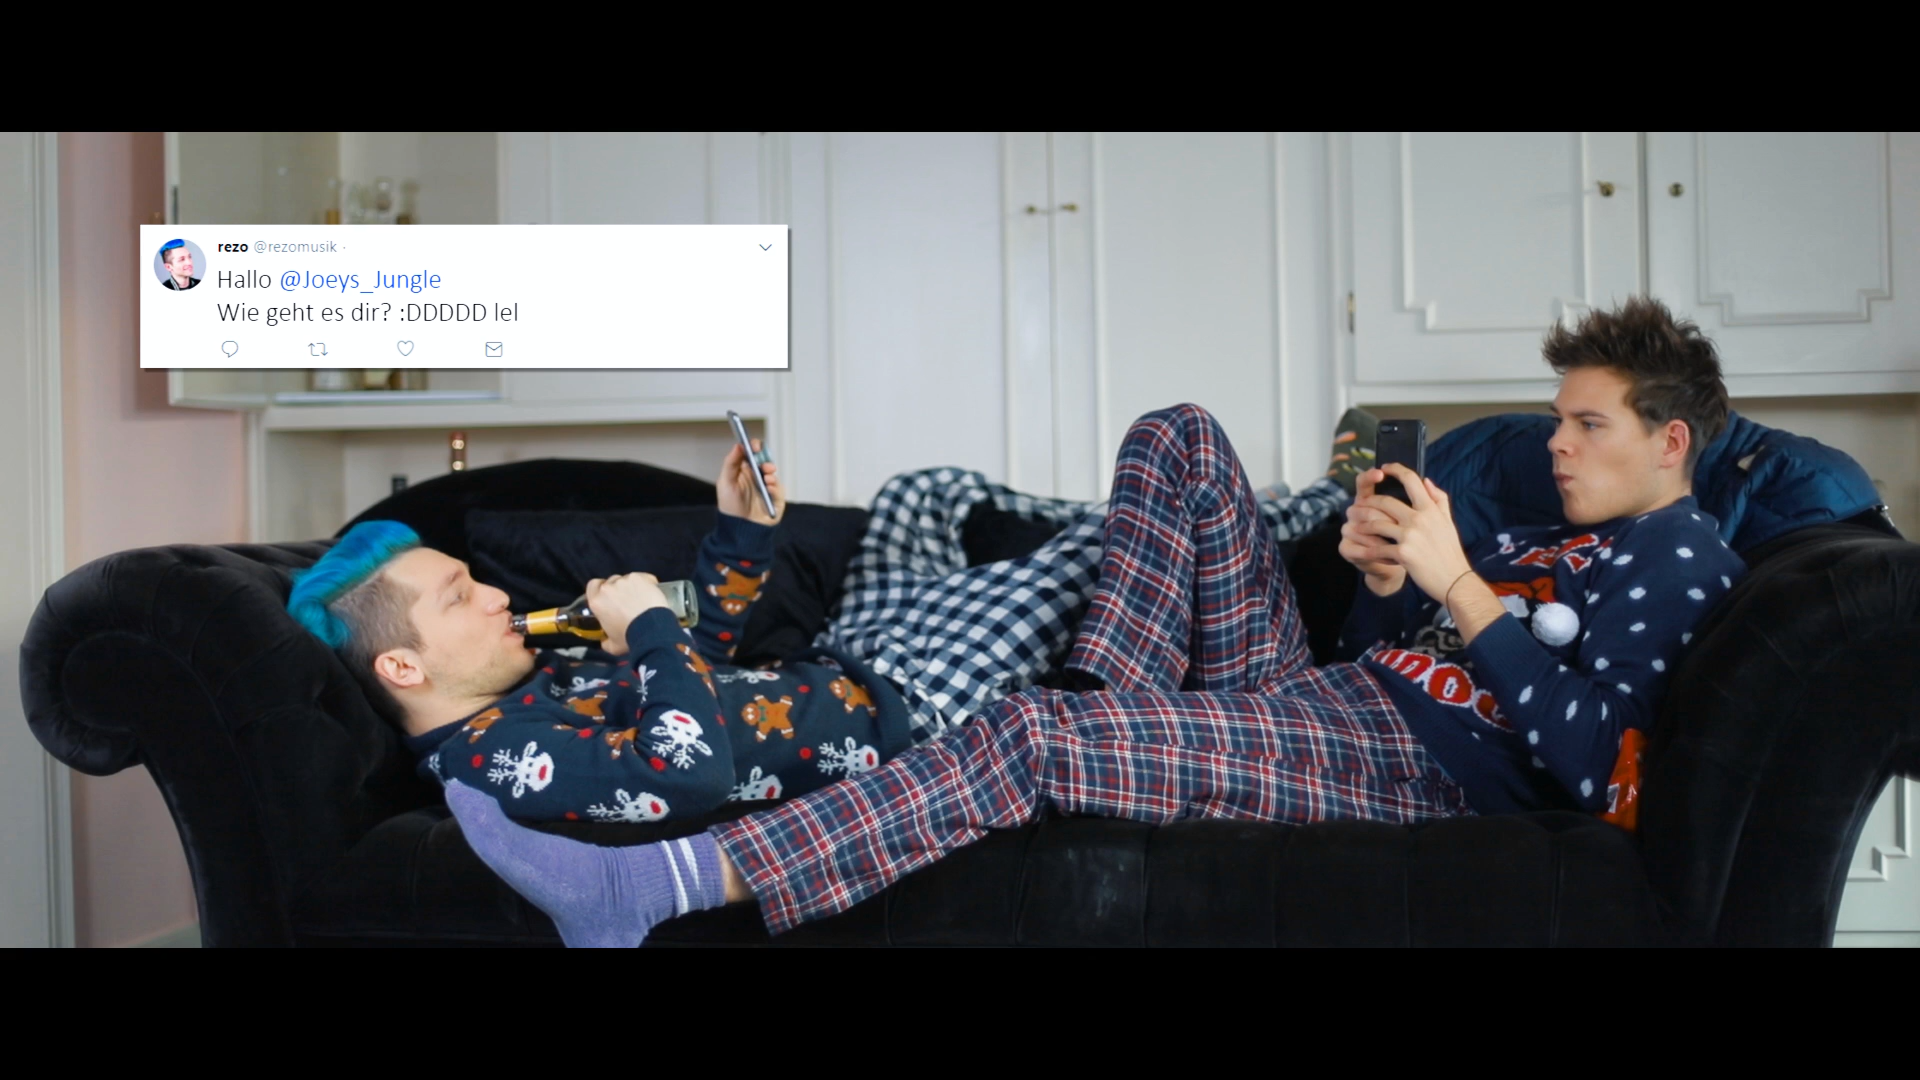 rezo @rezomusik ·
Hallo @Joeys_Jungle
Wie geht es dir? :DDDDD lel